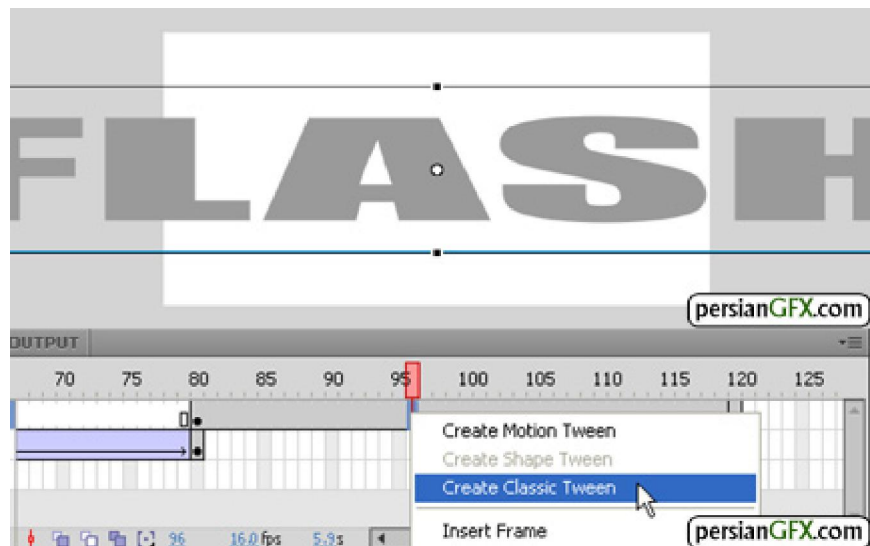 FLASH
persianGFX.com
OUTPUT
70 75 80 85 90 95 100 105 110 115 120 125
Create Motion Tween
Create Shape Tween
Create Classic Tween
Insert Frame
96 16.0 fps 5.9s
persianGFX.com